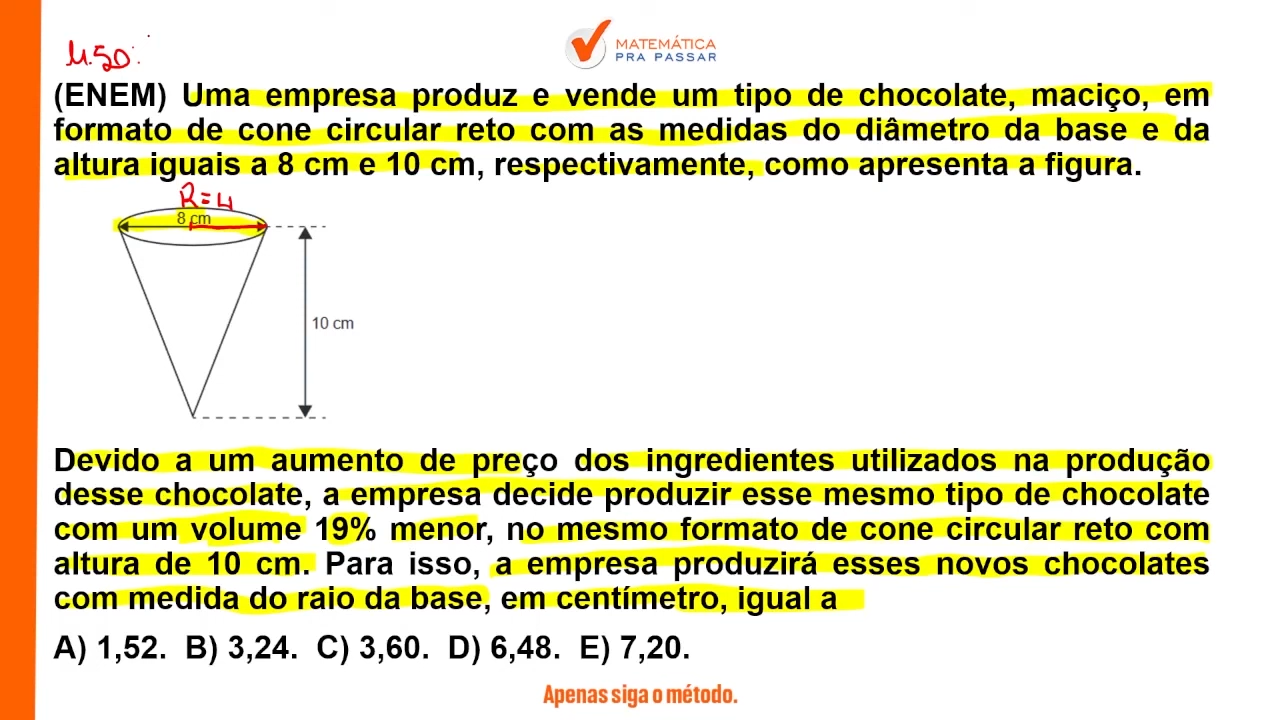 MATEMÁTICA
PRA PASSAR
(ENEM) Uma empresa produz e vende um tipo de chocolate, maciço, em
formato de cone circular reto com as medidas do diâmetro da base e da
altura iguais a 8 cm e 10 cm, respectivamente, como apresenta a figura.
R=4
8 cm
10 cm
Devido a um aumento de preço dos ingredientes utilizados na produção
desse chocolate, a empresa decide produzir esse mesmo tipo de chocolate
com um volume 19% menor, no mesmo formato de cone circular reto com
altura de 10 cm. Para isso, a empresa produzirá esses novos chocolates
com medida do raio da base, em centímetro, igual a
A) 1,52. B) 3,24. C) 3,60. D) 6,48. E) 7,20.
Apenas siga o método.